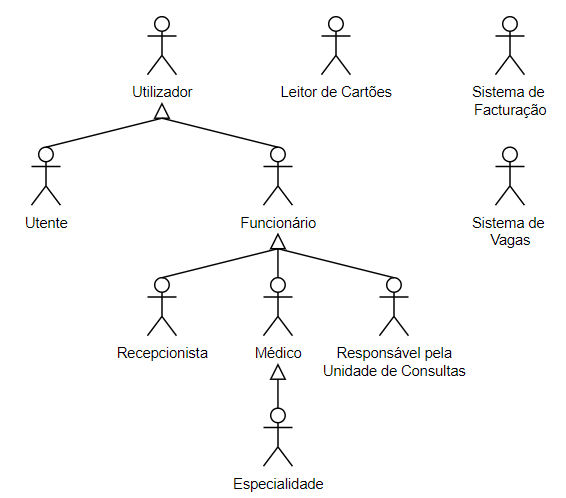 Utilizador
Leitor de Cartões
Sistema de
Facturação
Utente
Funcionário
Sistema de
Vagas
Recepcionista
Médico
Responsável pela
Unidade de Consultas
Especialidade